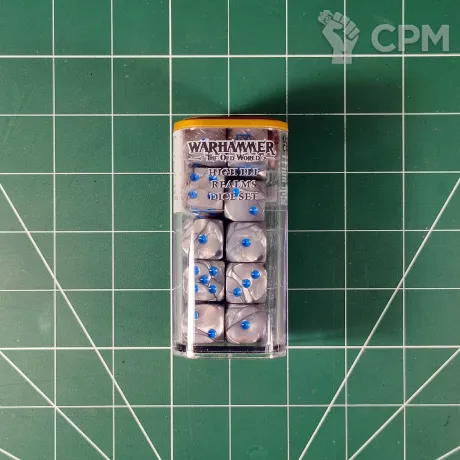 CPM
WARHAMMER
THE OLD WORLD
HIGH ELF
REALMS
DICE SET